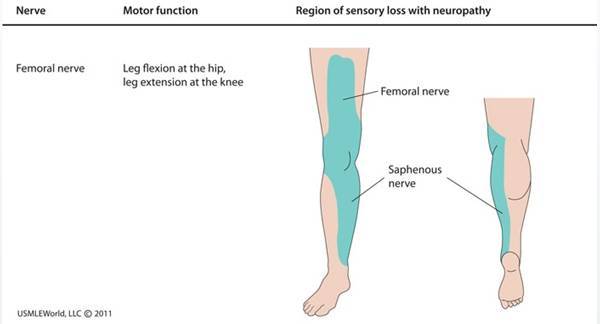 Nerve Motor function Region of sensory loss with neuropathy
Femoral nerve Leg flexion at the hip,
leg extension at the knee
Femoral nerve
Saphenous
nerve
USMLEWorld, LLC © 2011